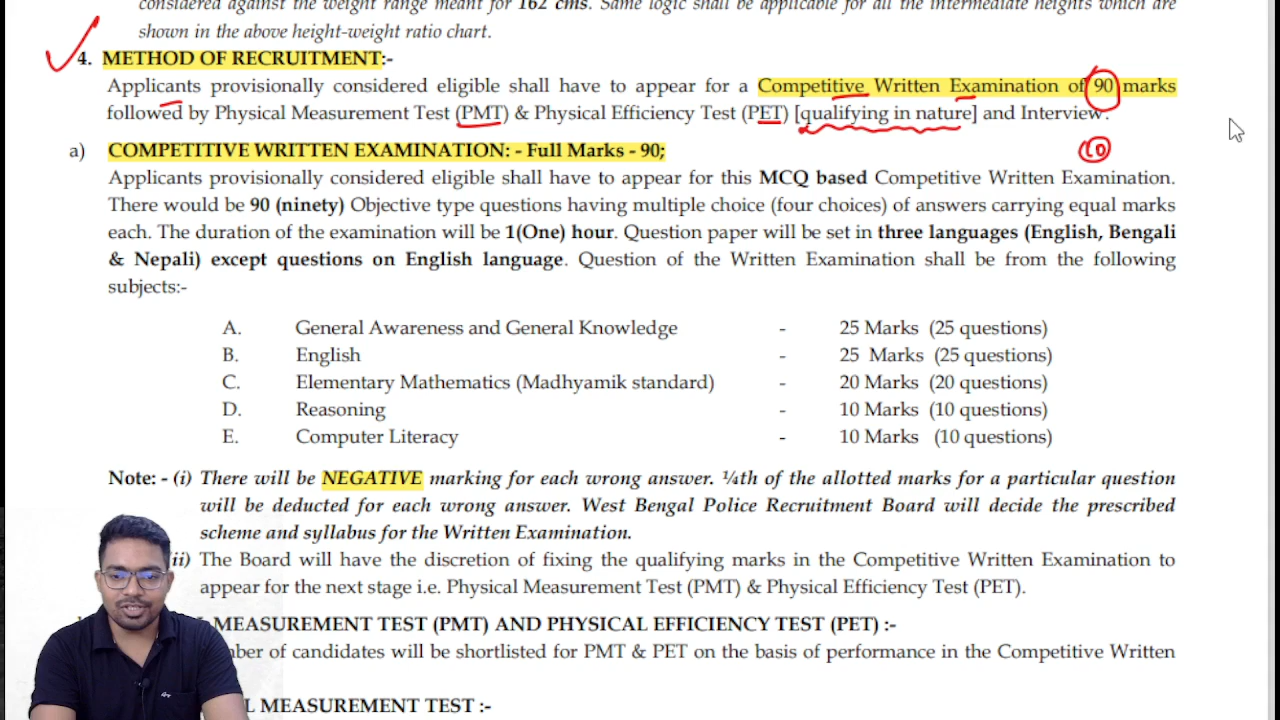 considered against the weight range meant for 162 cms. Same logic shall be applicable for all the intermediate heights which are
shown in the above height-weight ratio chart.
4. METHOD OF RECRUITMENT:-
Applicants provisionally considered eligible shall have to appear for a Competitive Written Examination of 90 marks
followed by Physical Measurement Test (PMT) & Physical Efficiency Test (PET) [qualifying in nature] and Interview.
10
a) COMPETITIVE WRITTEN EXAMINATION: - Full Marks - 90;
Applicants provisionally considered eligible shall have to appear for this MCQ based Competitive Written Examination.
There would be 90 (ninety) Objective type questions having multiple choice (four choices) of answers carrying equal marks
each. The duration of the examination will be 1(One) hour. Question paper will be set in three languages (English, Bengali
& Nepali) except questions on English language. Question of the Written Examination shall be from the following
subjects:-
A. General Awareness and General Knowledge - 25 Marks (25 questions)
B. English - 25 Marks (25 questions)
C. Elementary Mathematics (Madhyamik standard) - 20 Marks (20 questions)
D. Reasoning - 10 Marks (10 questions)
E. Computer Literacy - 10 Marks (10 questions)
Note: - (i) There will be NEGATIVE marking for each wrong answer. ¼th of the allotted marks for a particular question
will be deducted for each wrong answer. West Bengal Police Recruitment Board will decide the prescribed
scheme and syllabus for the Written Examination.
ii) The Board will have the discretion of fixing the qualifying marks in the Competitive Written Examination to
appear for the next stage i.e. Physical Measurement Test (PMT) & Physical Efficiency Test (PET).
MEASUREMENT TEST (PMT) AND PHYSICAL EFFICIENCY TEST (PET) :-
of candidates will be shortlisted for PMT & PET on the basis of performance in the Competitive Written
MEASUREMENT TEST :-